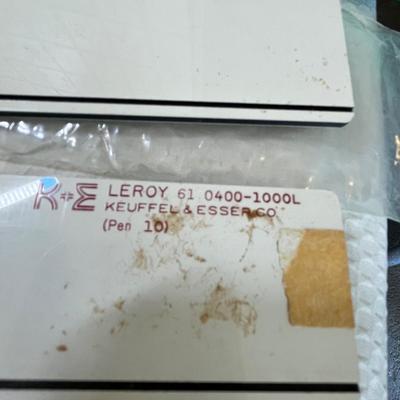 K+E LEROY 61 0400-1000L
KEUFFEL & ESSER CO.
(Pen 10)